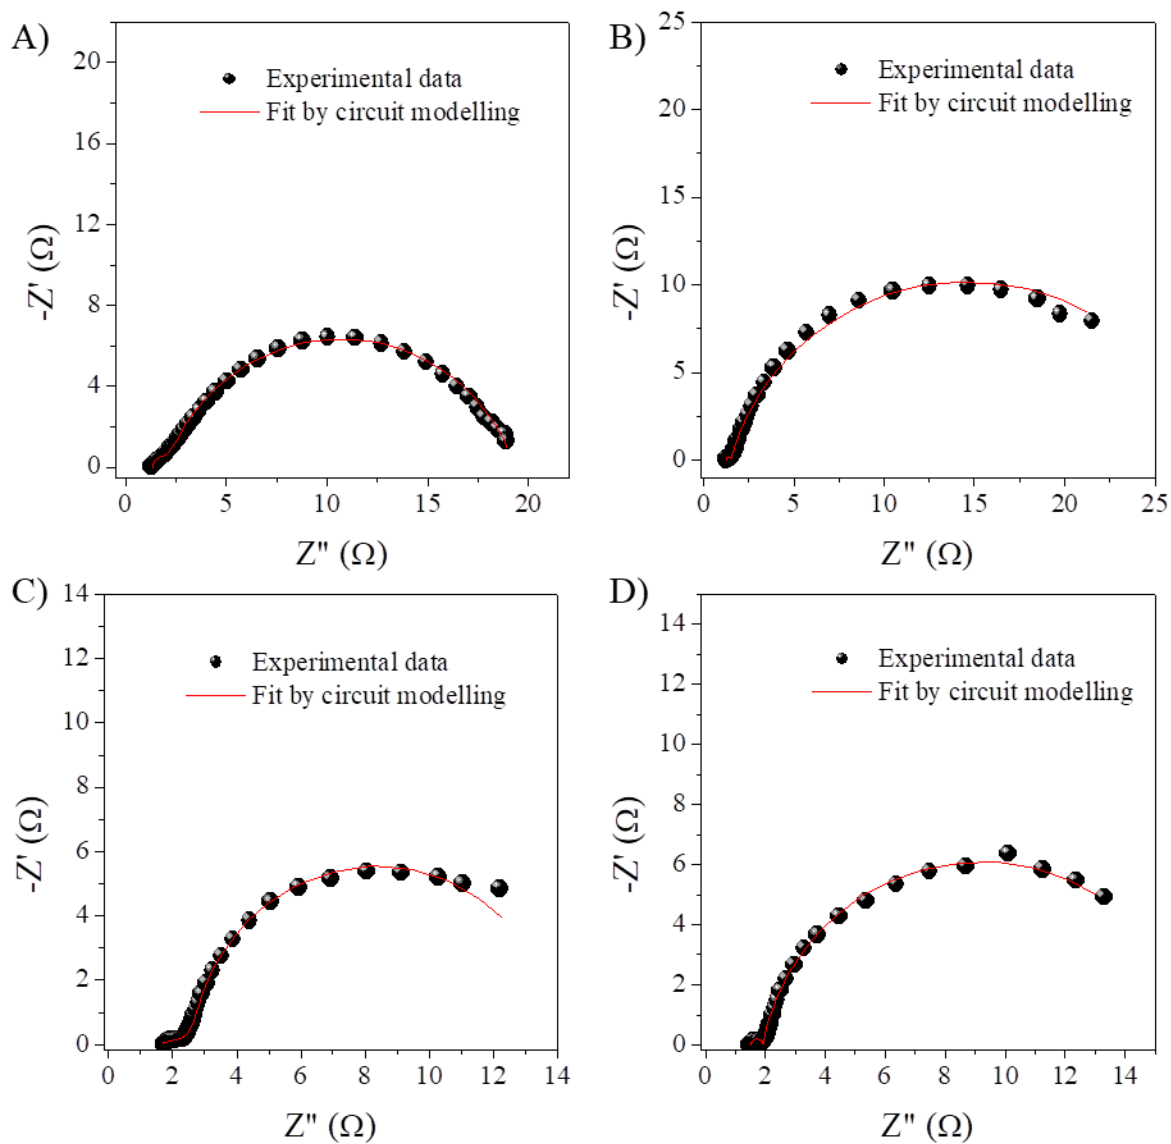 A)
Experimental data
Fit by circuit modelling
-Z' (Ω)
20
16
12
8
4
0
0 5 10 15 20
Z" (Ω)
B)
Experimental data
Fit by circuit modelling
-Z' (Ω)
25
20
15
10
5
0
0 5 10 15 20 25
Z" (Ω)
C)
Experimental data
Fit by circuit modelling
-Z' (Ω)
14
12
10
8
6
4
2
0
0 2 4 6 8 10 12 14
Z" (Ω)
D)
Experimental data
Fit by circuit modelling
-Z' (Ω)
14
12
10
8
6
4
2
0
0 2 4 6 8 10 12 14
Z" (Ω)